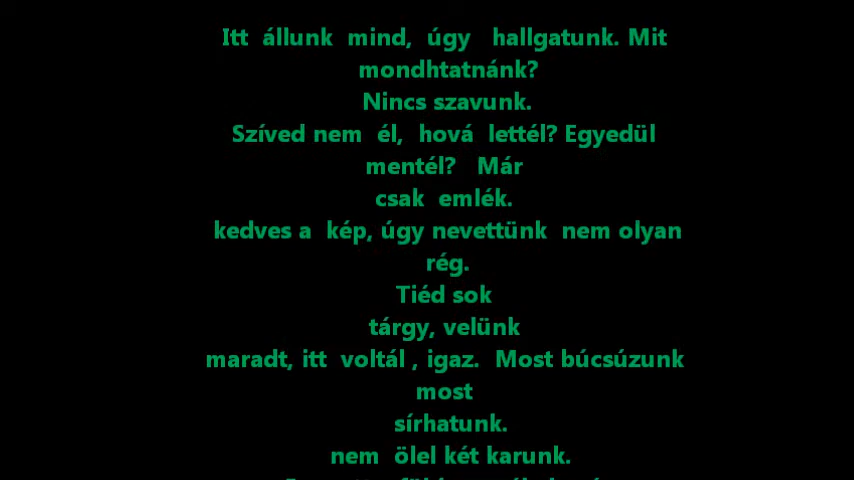 Itt állunk mind, úgy hallgatunk. Mit
mondhtatnánk?
Nincs szavunk.
Szíved nem él, hová lettél? Egyedül
mentél? Már
csak emlék.
kedves a kép, úgy nevettünk nem olyan
rég.
Tiéd sok
tárgy, velünk
maradt, itt voltál , igaz. Most búcsúzunk
most
sírhatunk.
nem ölel két karunk.